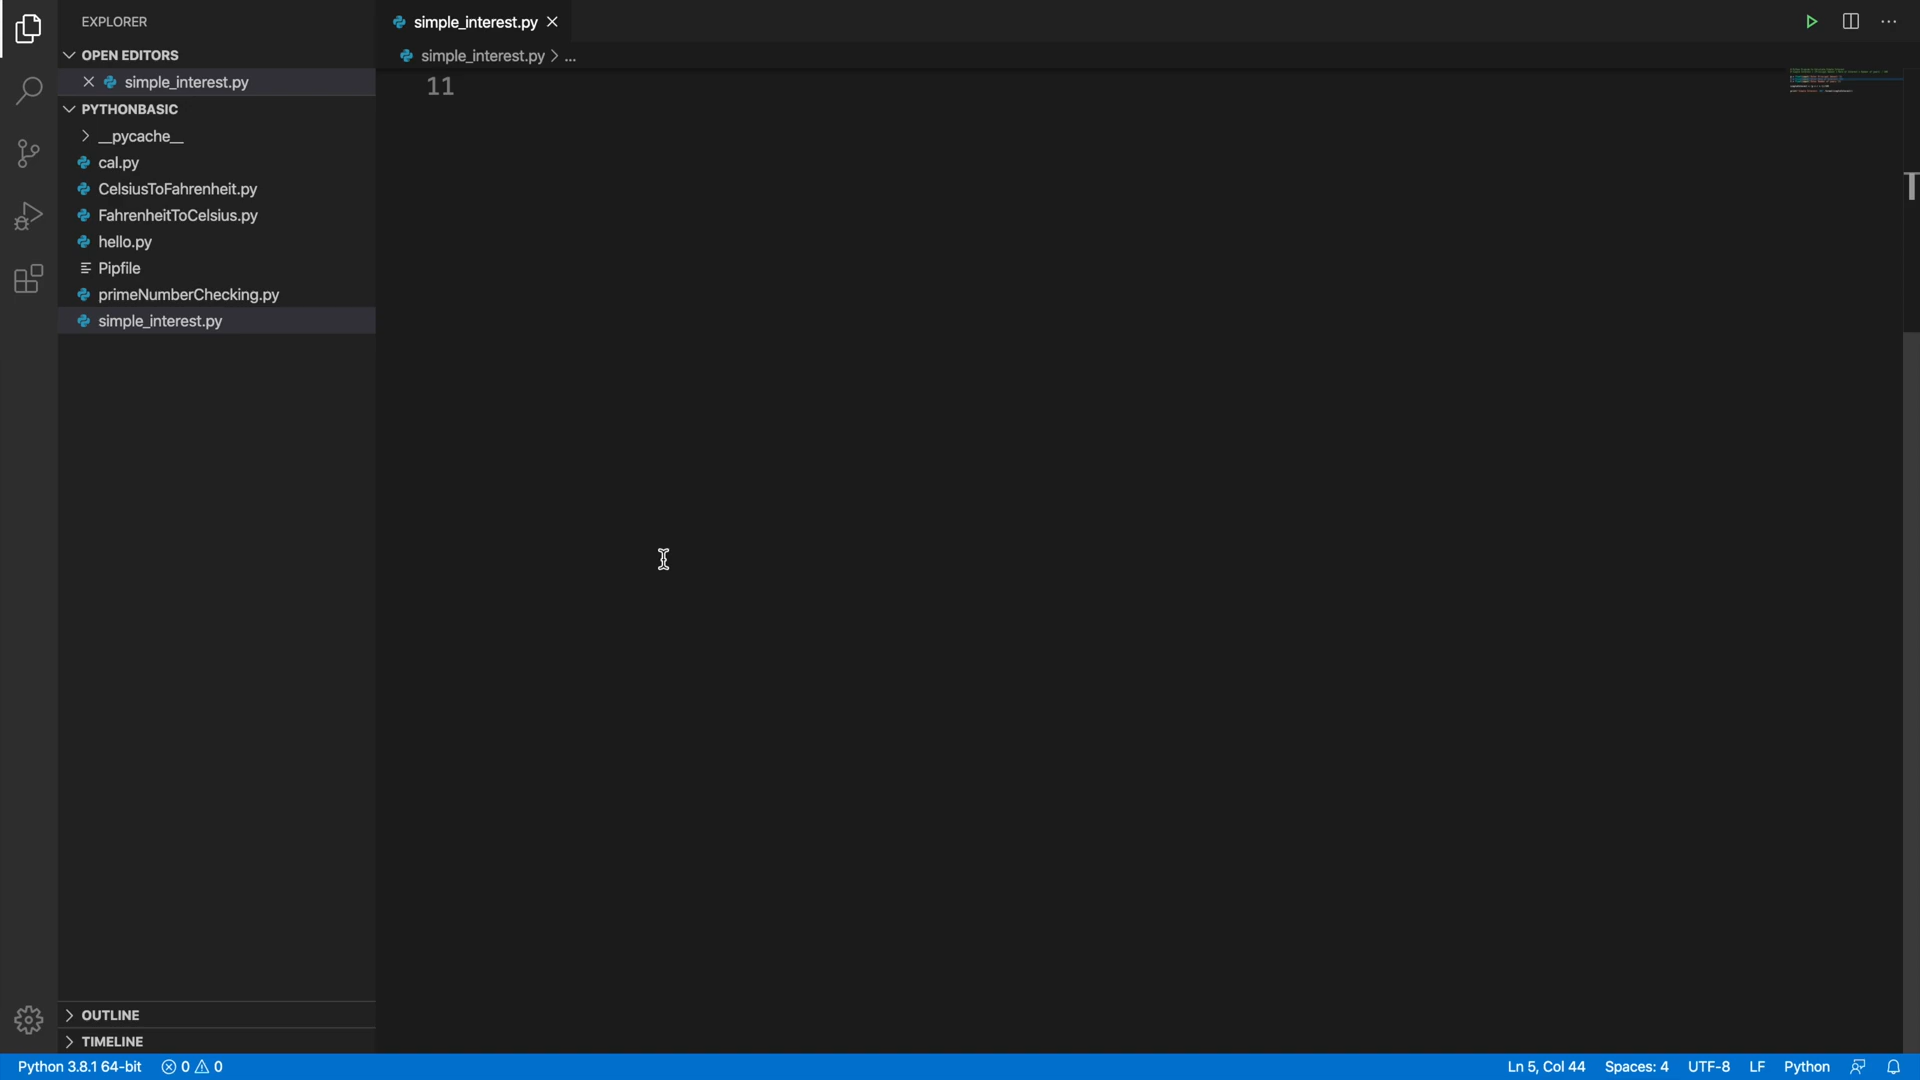 EXPLORER
OPEN EDITORS
simple_interest.py
PYTHONBASIC
__pycache__
cal.py
CelsiusToFahrenheit.py
FahrenheitToCelsius.py
hello.py
Pipfile
primeNumberChecking.py
simple_interest.py
OUTLINE
TIMELINE
simple_interest.py
simple_interest.py > ...
11
T
Python 3.8.1 64-bit 0 0 Ln 5, Col 44 Spaces: 4 UTF-8 LF Python